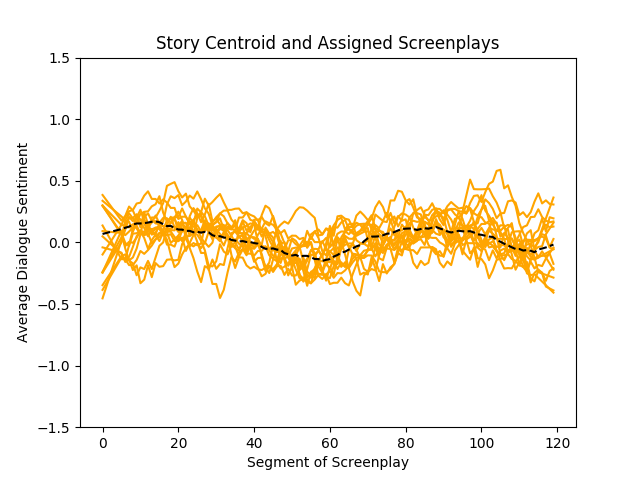 Story Centroid and Assigned Screenplays
1.5
1.0
0.5
0.0
−0.5
−1.0
−1.5
Average Dialogue Sentiment
0 20 40 60 80 100 120
Segment of Screenplay